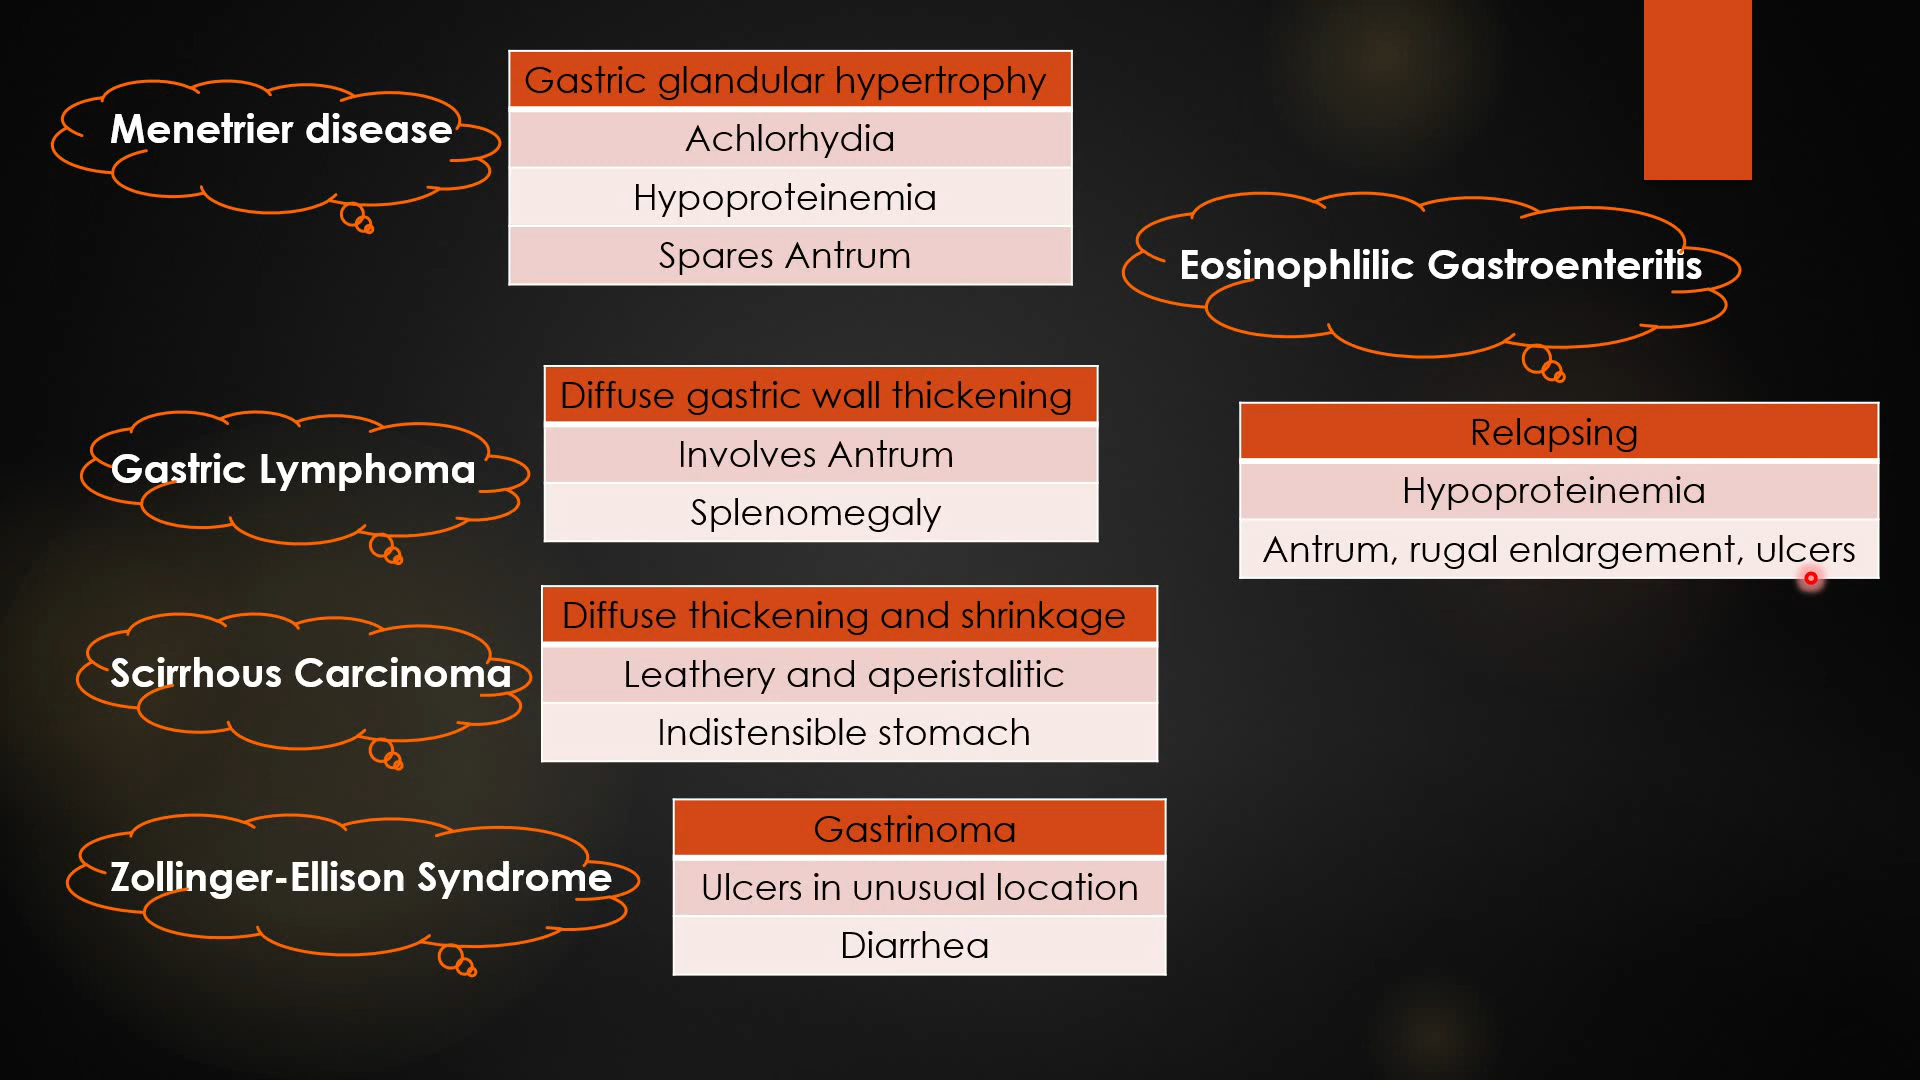 Menetrier disease
Gastric glandular hypertrophy
Achlorhydia
Hypoproteinemia
Spares Antrum
Gastric Lymphoma
Diffuse gastric wall thickening
Involves Antrum
Splenomegaly
Scirrhous Carcinoma
Diffuse thickening and shrinkage
Leathery and aperistalitic
Indistensible stomach
Zollinger-Ellison Syndrome
Gastrinoma
Ulcers in unusual location
Diarrhea
Eosinophlilic Gastroenteritis
Relapsing
Hypoproteinemia
Antrum, rugal enlargement, ulcers